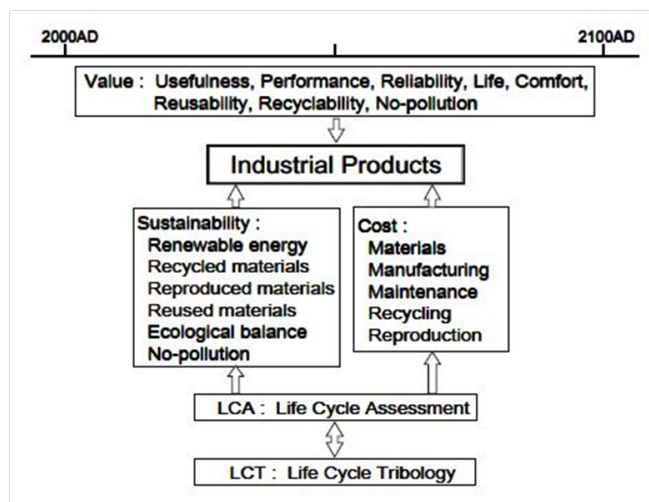 2000AD 2100AD
Value : Usefulness, Performance, Reliability, Life, Comfort,
Reusability, Recyclability, No-pollution
Industrial Products
Sustainability :
Renewable energy
Recycled materials
Reproduced materials
Reused materials
Ecological balance
No-pollution
Cost :
Materials
Manufacturing
Maintenance
Recycling
Reproduction
LCA : Life Cycle Assessment
LCT : Life Cycle Tribology